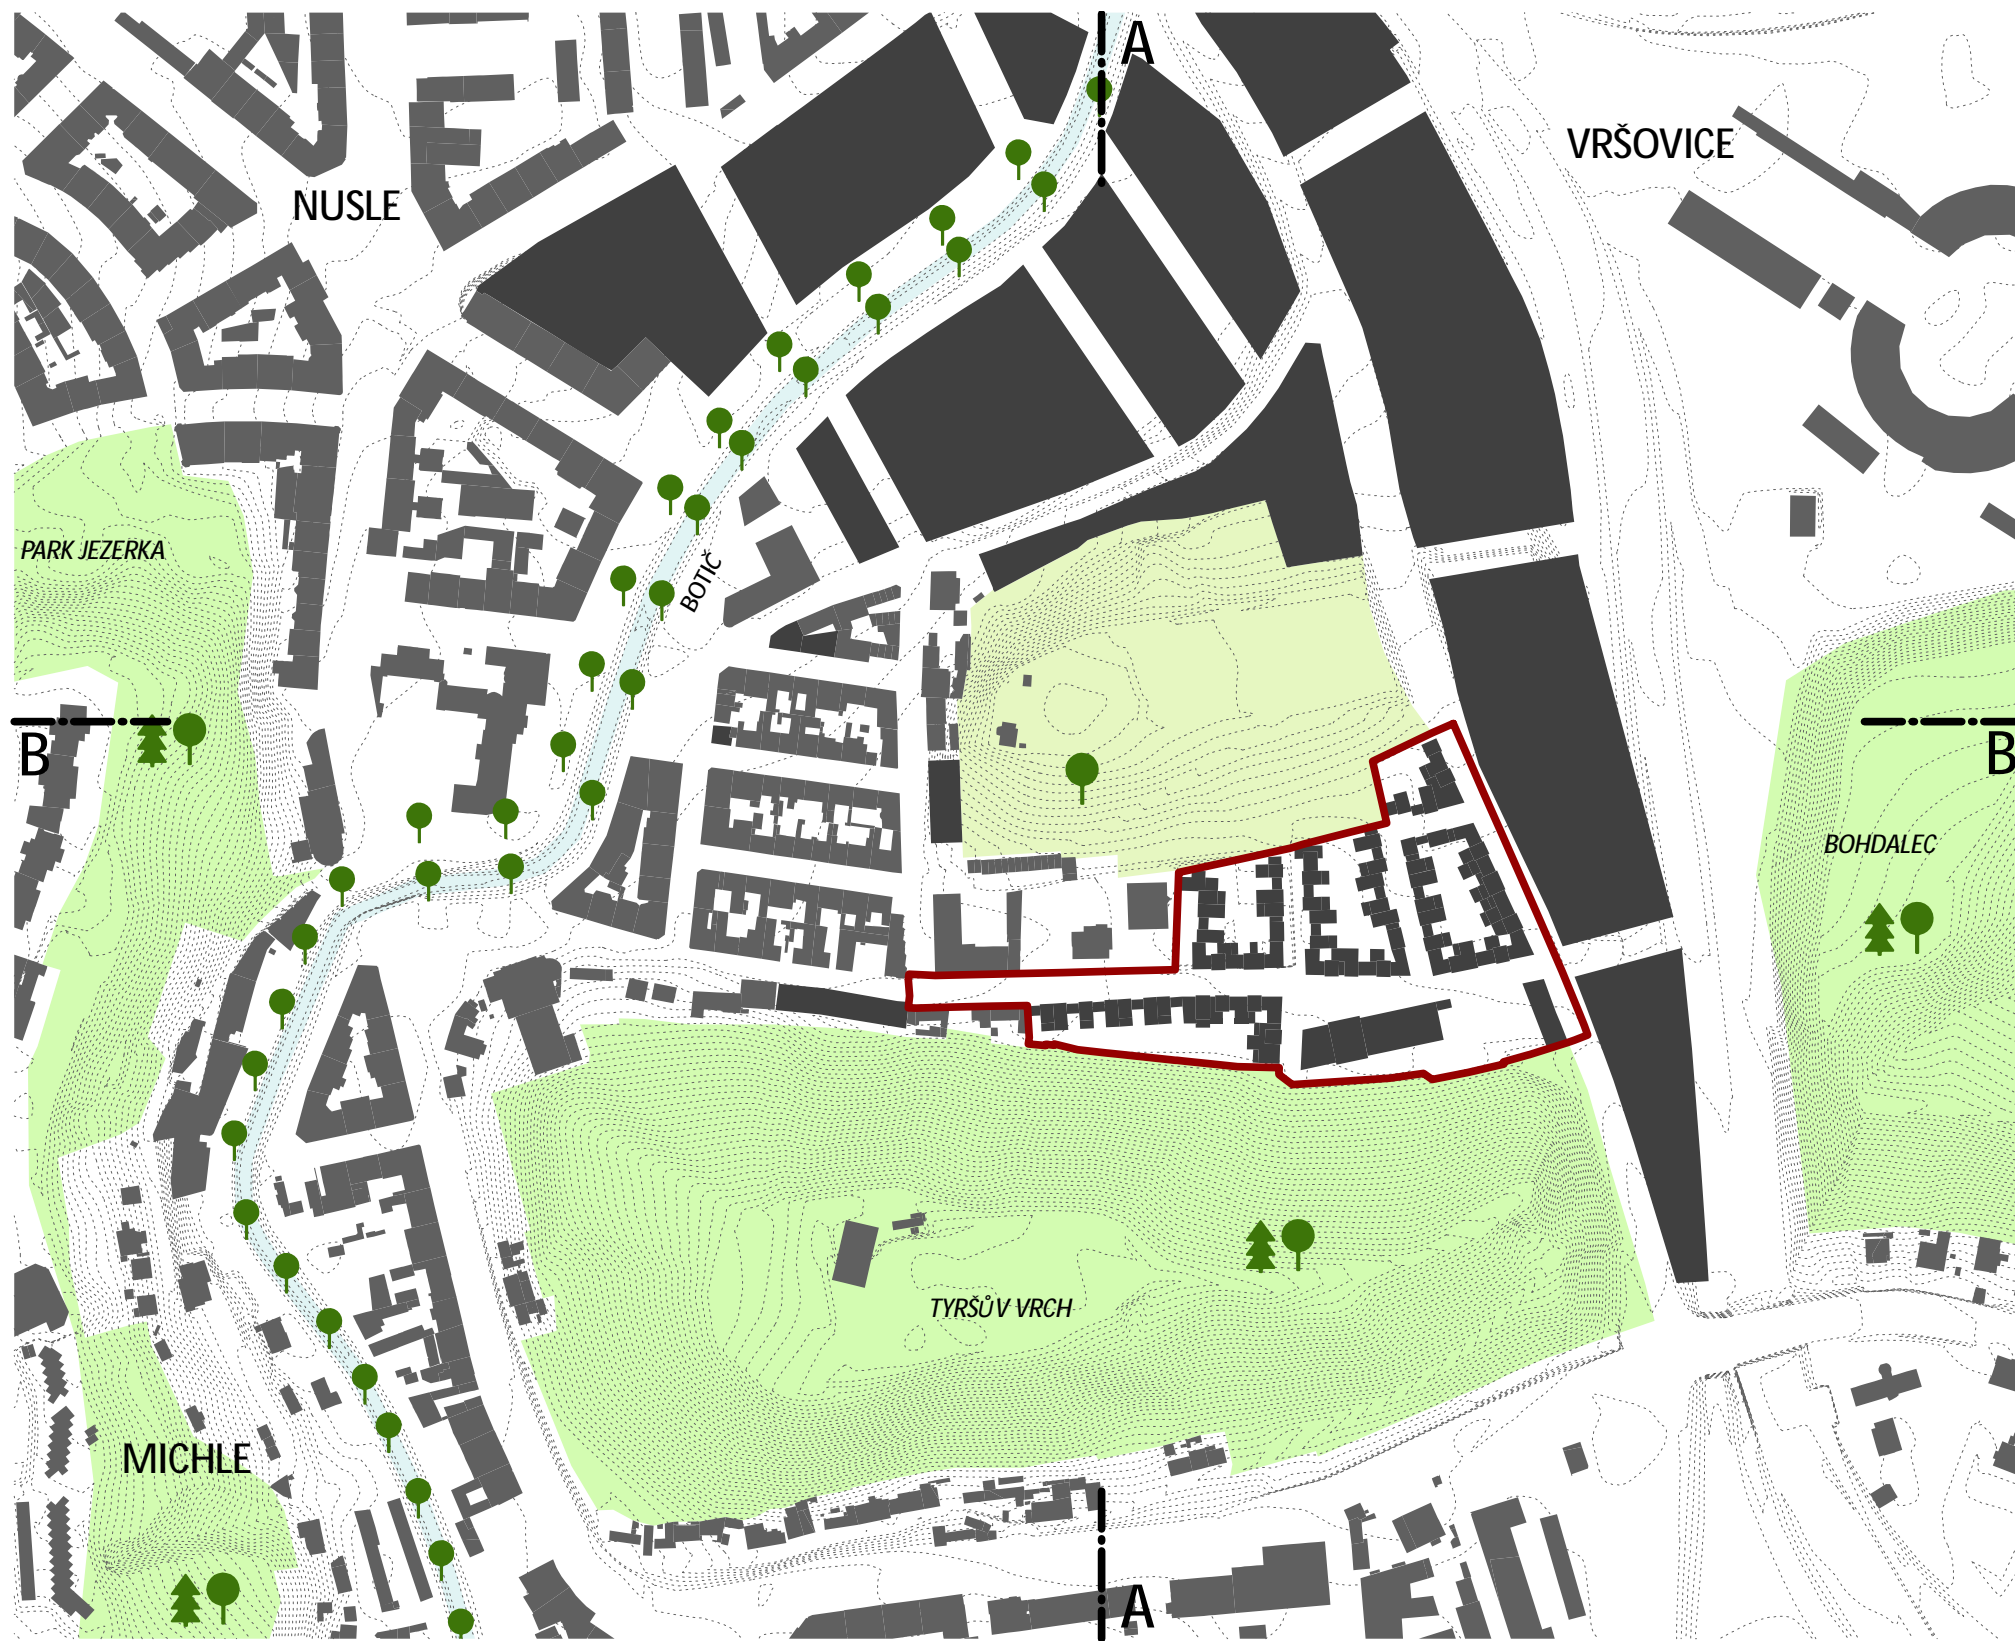 A
VRŠOVICE
NUSLE
PARK JEZERKA
BOTIČ
B
B
BOHDALEC
TYRŠŮV VRCH
MICHLE
A